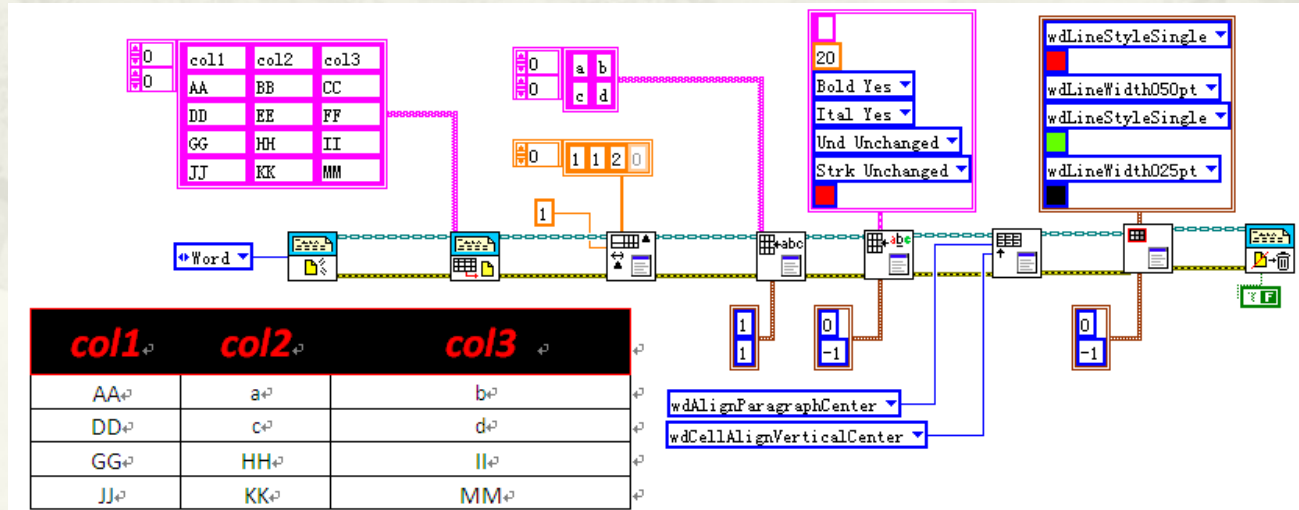 0 col1 col2 col3
0 AA BB CC
DD EE FF
GG HH II
JJ KK MM
0 a b
0 c d
0 1 1 2 0
1
20
Bold Yes
Ital Yes
Und Unchanged
Strk Unchanged
wdLineStyleSingle
wdLineWidth050pt
wdLineStyleSingle
wdLineWidth025pt
Word
abc
abc
1
1
0
-1
0
-1
? F
wdAlignParagraphCenter
wdCellAlignVerticalCenter
col1 col2 col3
AA a b
DD c d
GG HH II
JJ KK MM